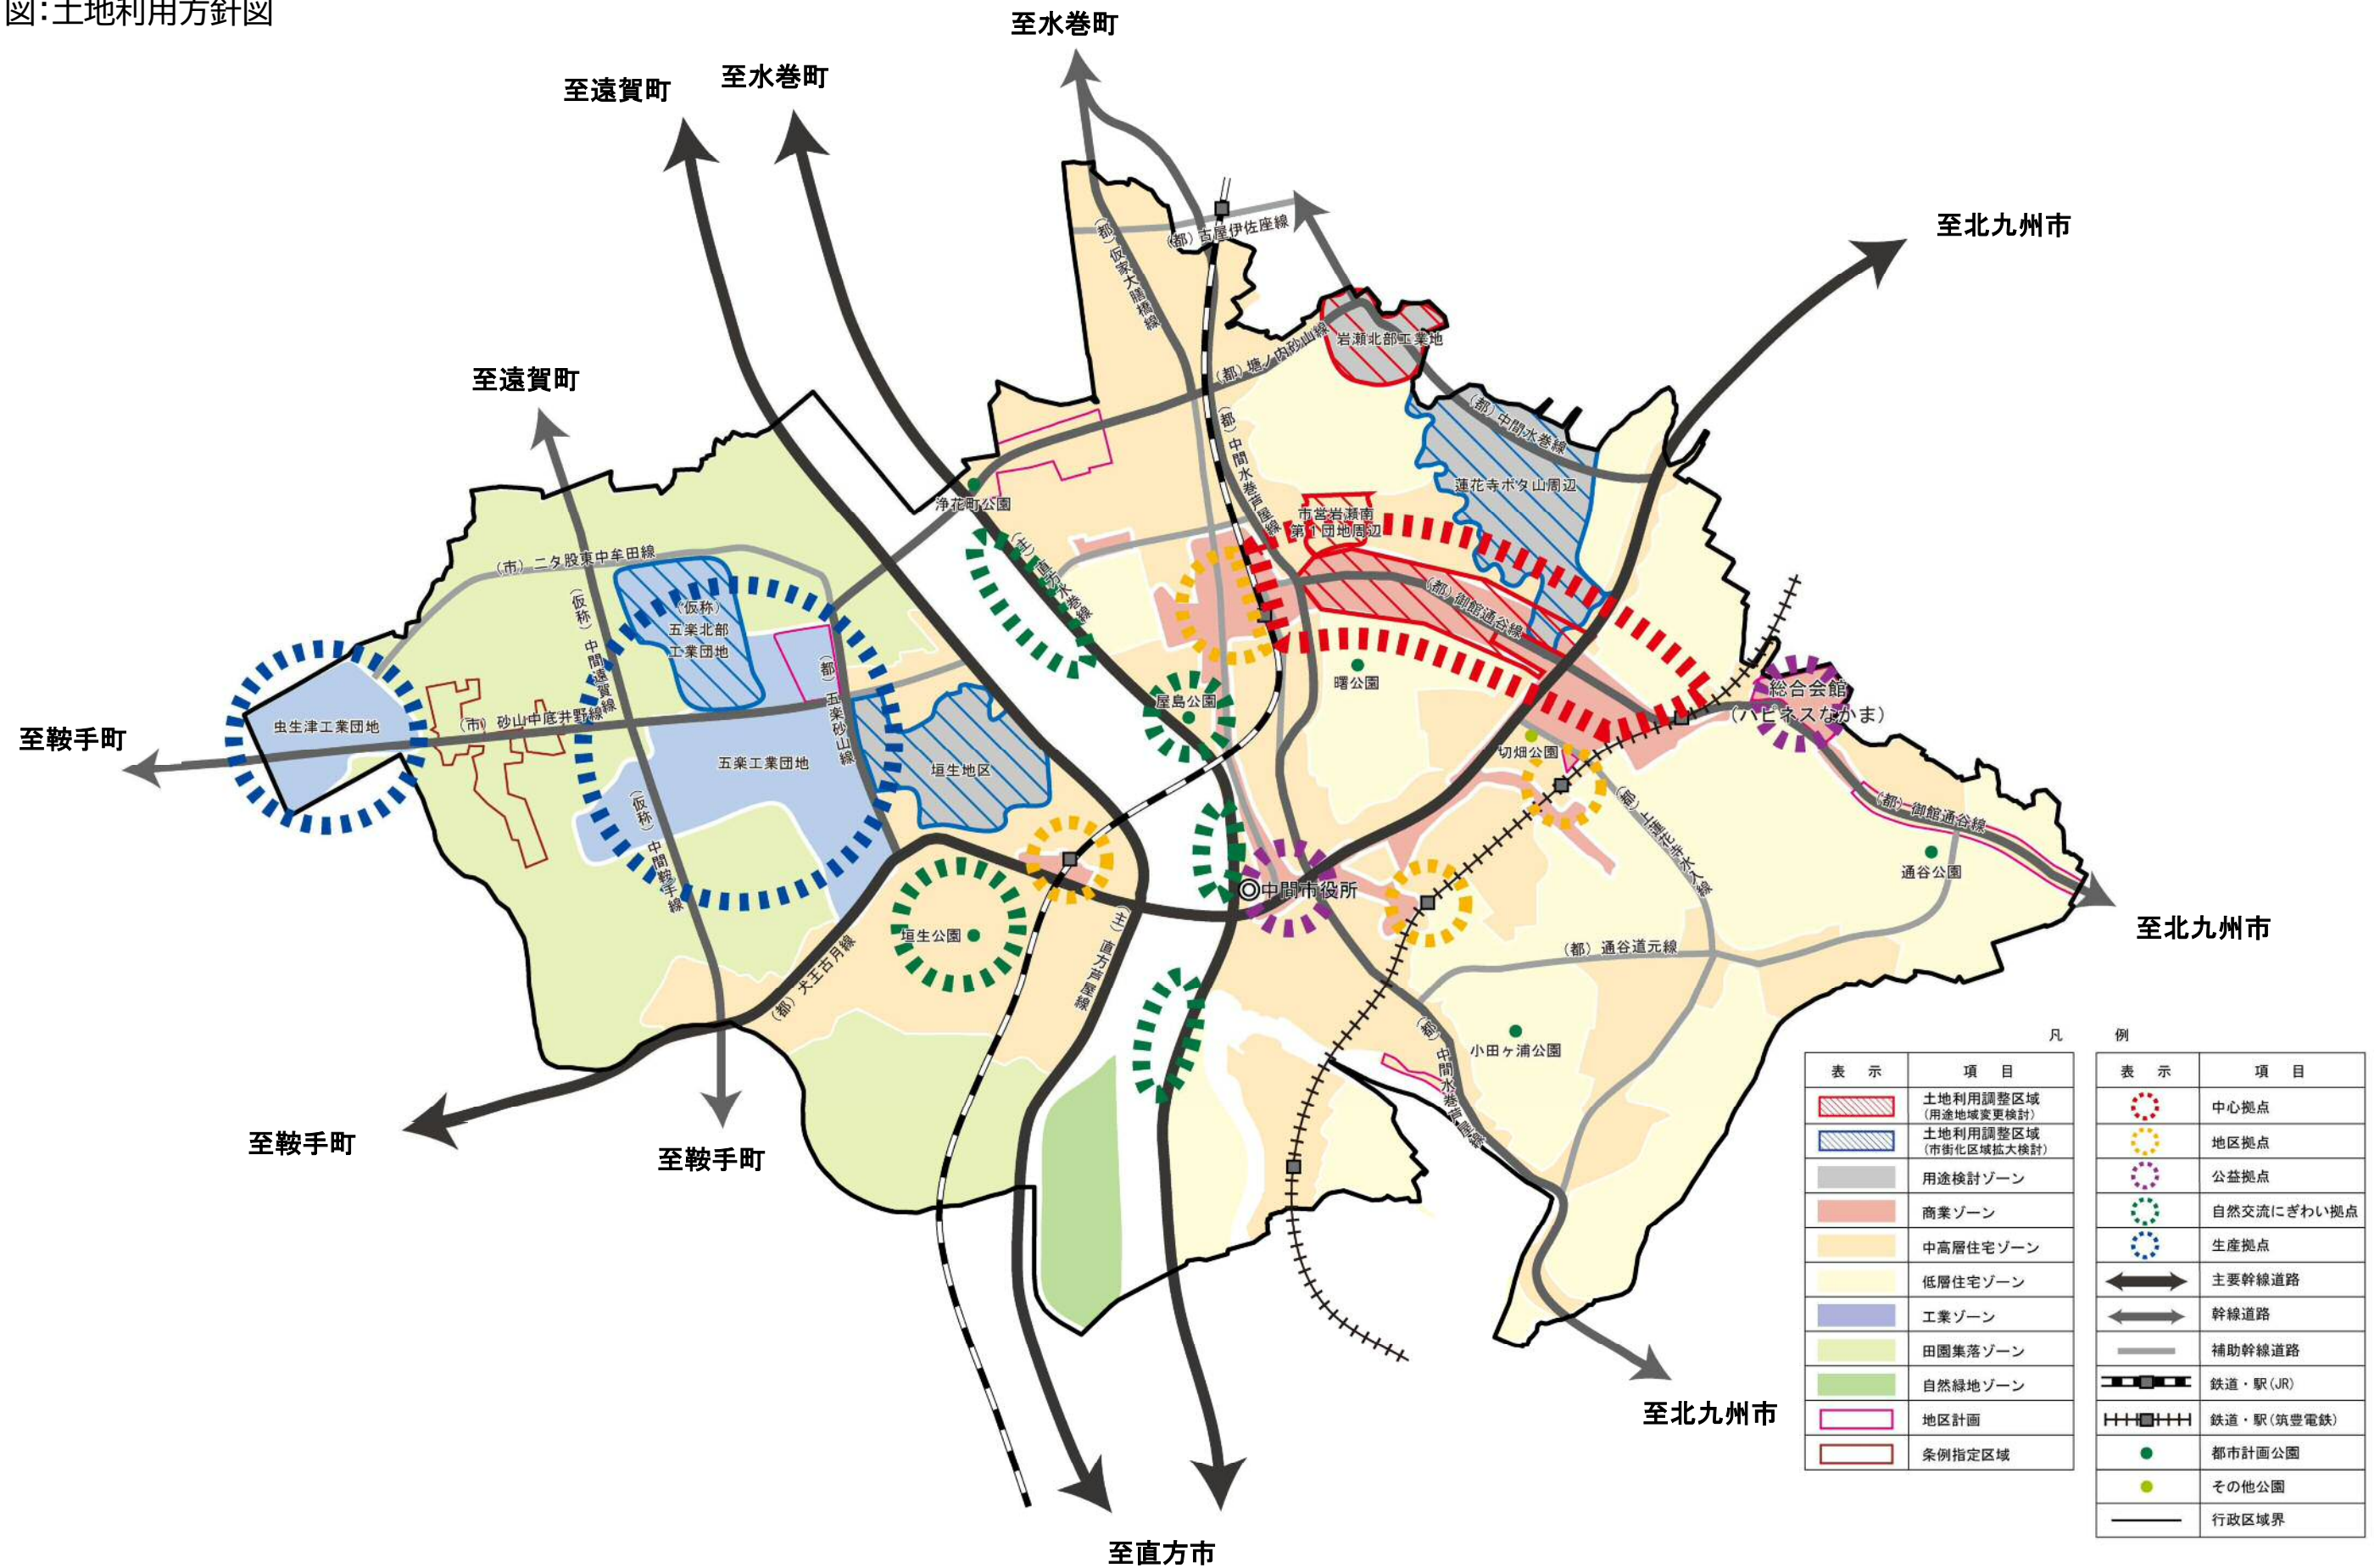 図:土地利用方針図
至水巻町
至水巻町
至遠賀町
至北九州市
(都)古屋伊佐座線
(都)仮家大膳橋線
岩瀬北部工業地
(都)塘ノ内砂山線
至遠賀町
(都)中間水巻線
(都)中間水巻芦屋線
蓮花寺ボタ山周辺
浄花町公園
市営岩瀬南
第1団地周辺
(主)直方水巻線
(市)二タ股東中牟田線
(都)御館通谷線
(仮称)
五楽北部
工業団地
(仮称)中間遠賀線
曙公園
屋島公園
総合会館
(ハピネスなかま)
(市)砂山中底井野線
虫生津工業団地
至鞍手町
(都)五楽砂山線
五楽工業団地
垣生地区
切畑公園
(都)上蓮花寺水入線
(都)御館通谷線
(仮称)中間鞍手線
通谷公園
中間市役所
至北九州市
垣生公園
(都)犬王古月線
(主)直方芦屋線
(都)通谷道元線
小田ヶ浦公園
(都)中間水巻芦屋線
至鞍手町
至鞍手町
至北九州市
至直方市
凡 例
表 示 項 目
土地利用調整区域
(用途地域変更検討)
土地利用調整区域
(市街化区域拡大検討)
用途検討ゾーン
商業ゾーン
中高層住宅ゾーン
低層住宅ゾーン
工業ゾーン
田園集落ゾーン
自然緑地ゾーン
地区計画
条例指定区域
表 示 項 目
中心拠点
地区拠点
公益拠点
自然交流にぎわい拠点
生産拠点
主要幹線道路
幹線道路
補助幹線道路
鉄道・駅(JR)
鉄道・駅(筑豊電鉄)
都市計画公園
その他公園
行政区域界